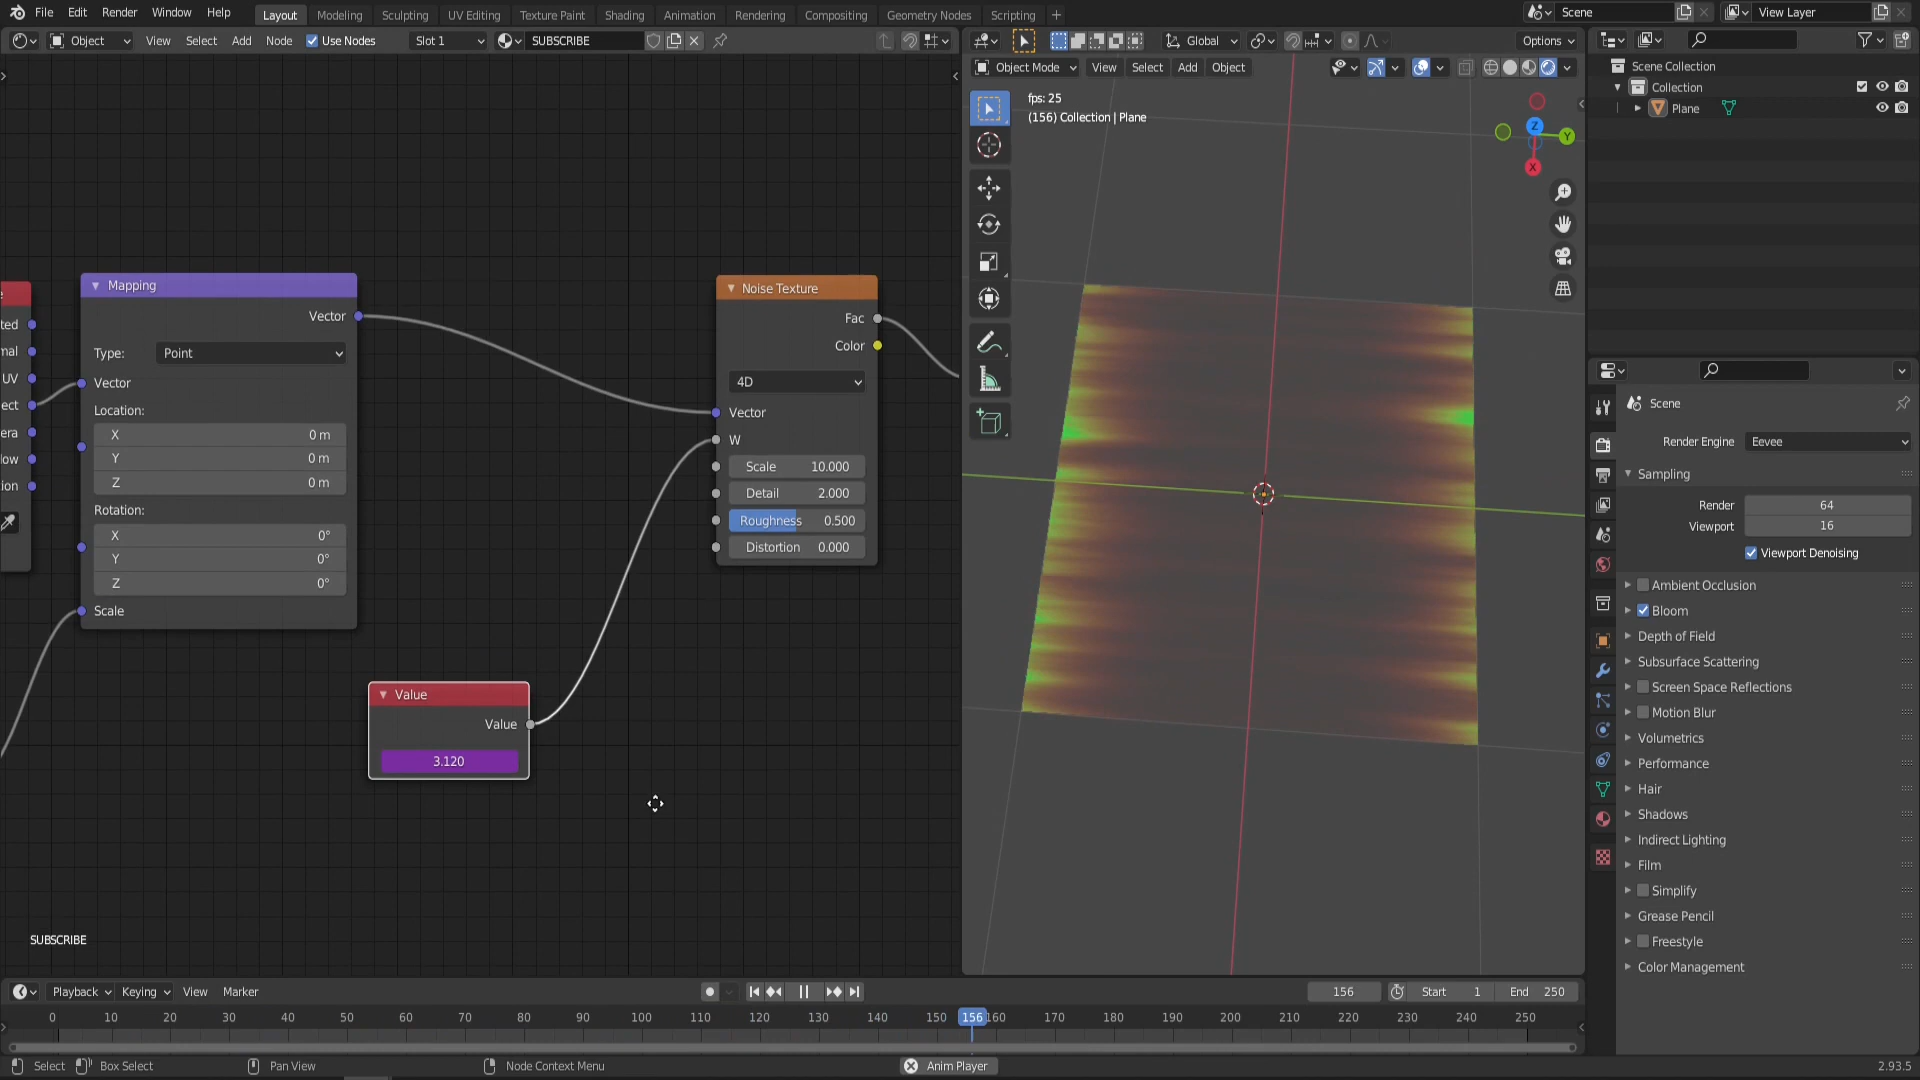 File Edit Render Window Help Layout Modeling Sculpting UV Editing Texture Paint Shading Animation Rendering Compositing Geometry Nodes Scripting + Scene View Layer
Object View Select Add Node Use Nodes Slot 1 SUBSCRIBE Global Options
Object Mode View Select Add Object
fps: 25
(156) Collection | Plane
Z
Y
X
Scene Collection
Collection
Plane
ted
mal
UV
ect
era
low
ion
Mapping
Vector
Type: Point
Vector
Location:
X 0 m
Y 0 m
Z 0 m
Rotation:
X 0°
Y 0°
Z 0°
Scale
Value
Value
3.120
Noise Texture
Fac
Color
4D
Vector
W
Scale 10.000
Detail 2.000
Roughness 0.500
Distortion 0.000
SUBSCRIBE
Scene
Render Engine Eevee
Sampling
Render 64
Viewport 16
Viewport Denoising
Ambient Occlusion
Bloom
Depth of Field
Subsurface Scattering
Screen Space Reflections
Motion Blur
Volumetrics
Performance
Hair
Shadows
Indirect Lighting
Film
Simplify
Grease Pencil
Freestyle
Color Management
Playback Keying View Marker 156 Start 1 End 250
0 10 20 30 40 50 60 70 80 90 100 110 120 130 140 150 156 160 170 180 190 200 210 220 230 240 250
Select Box Select Pan View Node Context Menu Anim Player 2.93.5